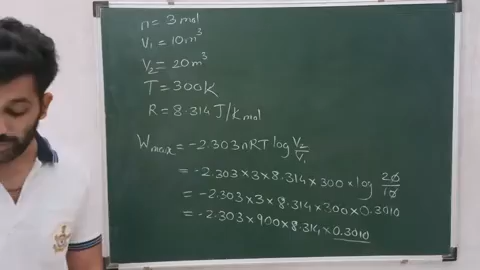 n = 3 mol
V₁ = 10 m³
V₂ = 20 m³
T = 300K
R = 8.314 J/k mol
Wmax = -2.303 nRT log V₂/V₁
= -2.303 × 3 × 8.314 × 300 × log 20/10
= -2.303 × 3 × 8.314 × 300 × 0.3010
= -2.303 × 900 × 8.314 × 0.3010